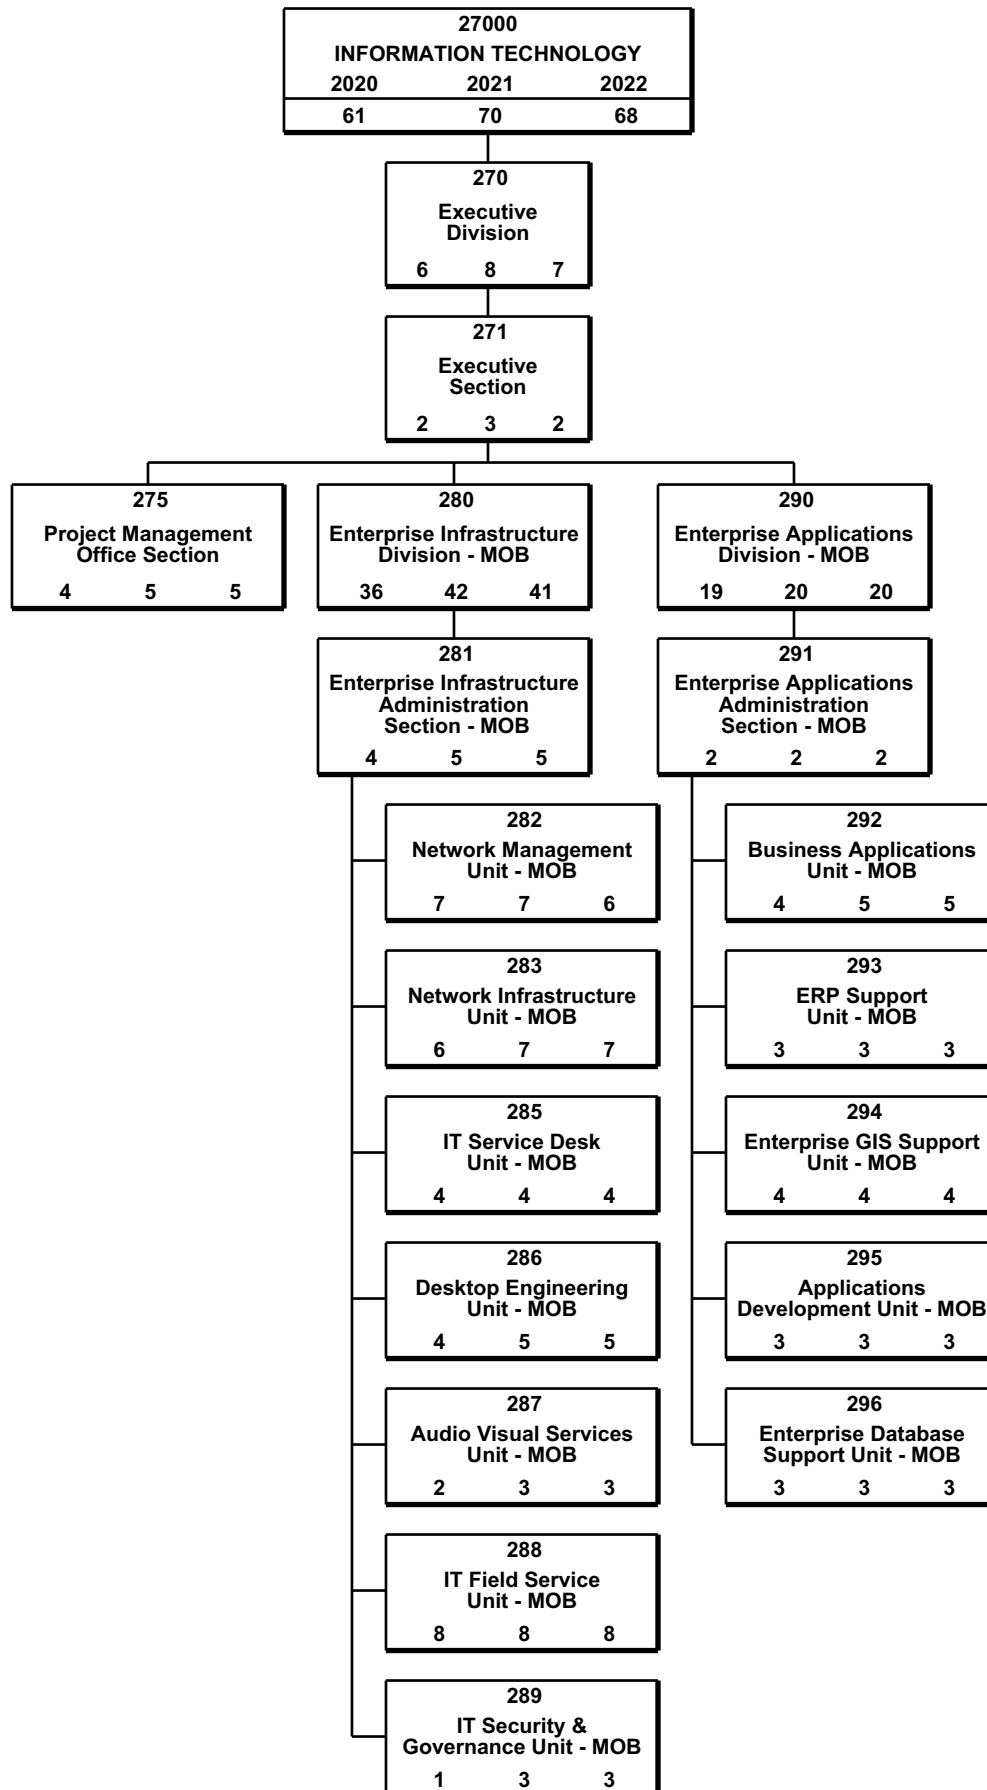 27000
INFORMATION TECHNOLOGY
2020 2021 2022
61 70 68
270
Executive
Division
6 8 7
271
Executive
Section
2 3 2
275
Project Management
Office Section
4 5 5
280
Enterprise Infrastructure
Division - MOB
36 42 41
290
Enterprise Applications
Division - MOB
19 20 20
281
Enterprise Infrastructure
Administration
Section - MOB
4 5 5
291
Enterprise Applications
Administration
Section - MOB
2 2 2
282
Network Management
Unit - MOB
7 7 6
292
Business Applications
Unit - MOB
4 5 5
283
Network Infrastructure
Unit - MOB
6 7 7
293
ERP Support
Unit - MOB
3 3 3
285
IT Service Desk
Unit - MOB
4 4 4
294
Enterprise GIS Support
Unit - MOB
4 4 4
286
Desktop Engineering
Unit - MOB
4 5 5
295
Applications
Development Unit - MOB
3 3 3
287
Audio Visual Services
Unit - MOB
2 3 3
296
Enterprise Database
Support Unit - MOB
3 3 3
288
IT Field Service
Unit - MOB
8 8 8
289
IT Security &
Governance Unit - MOB
1 3 3